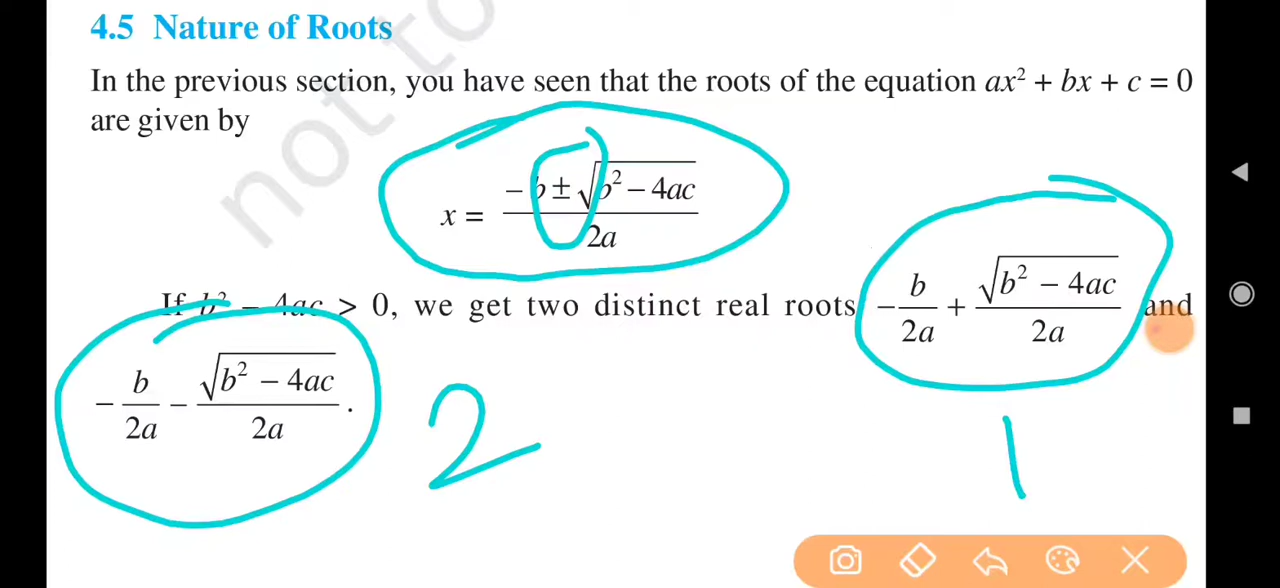 4.5 Nature of Roots
not to
In the previous section, you have seen that the roots of the equation ax² + bx + c = 0
are given by
x = (– b ± √(b² – 4ac)) / 2a
If b² – 4ac > 0, we get two distinct real roots – b/2a + √(b² – 4ac)/2a and
– b/2a – √(b² – 4ac)/2a .
2
1